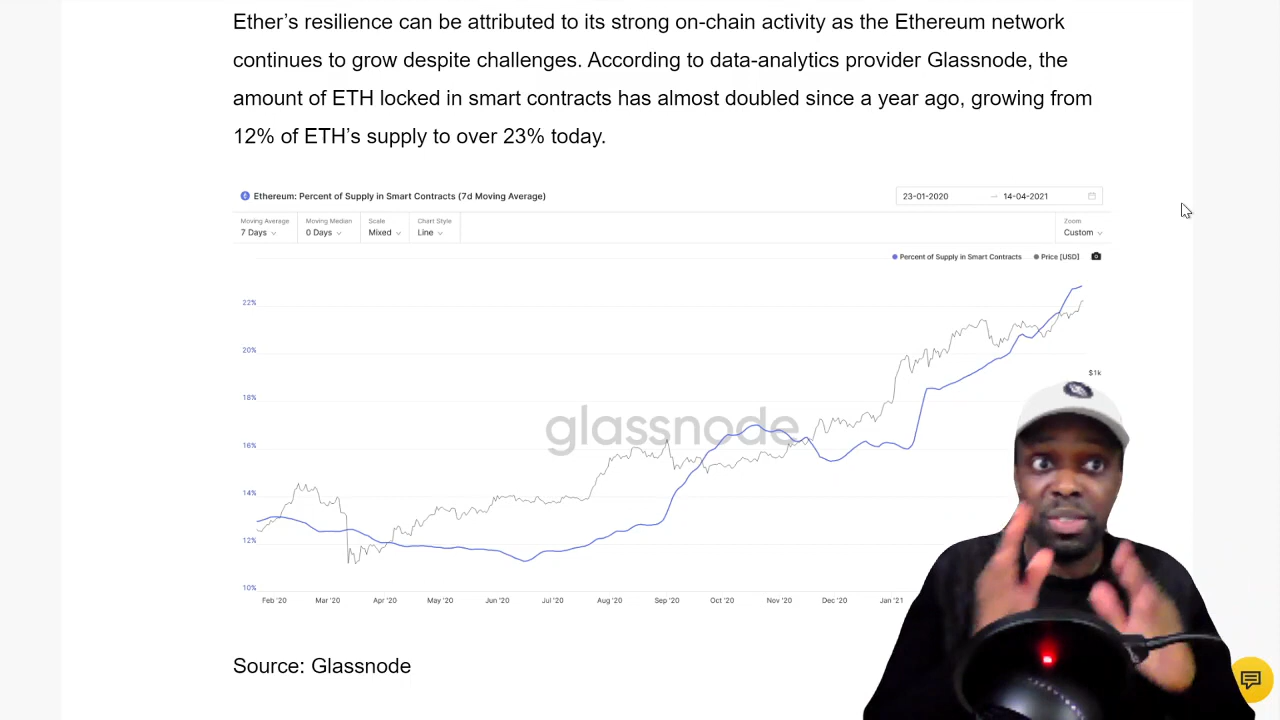 Ether’s resilience can be attributed to its strong on-chain activity as the Ethereum network
continues to grow despite challenges. According to data-analytics provider Glassnode, the
amount of ETH locked in smart contracts has almost doubled since a year ago, growing from
12% of ETH’s supply to over 23% today.
Ethereum: Percent of Supply in Smart Contracts (7d Moving Average)
23-01-2020 → 14-04-2021
Moving Average Moving Median Scale Chart Style Zoom
7 Days 0 Days Mixed Line Custom
Percent of Supply in Smart Contracts Price [USD]
22%
20%
$1k
18%
glassnode
16%
14%
12%
10%
Feb '20 Mar '20 Apr '20 May '20 Jun '20 Jul '20 Aug '20 Sep '20 Oct '20 Nov '20 Dec '20 Jan '21
Source: Glassnode